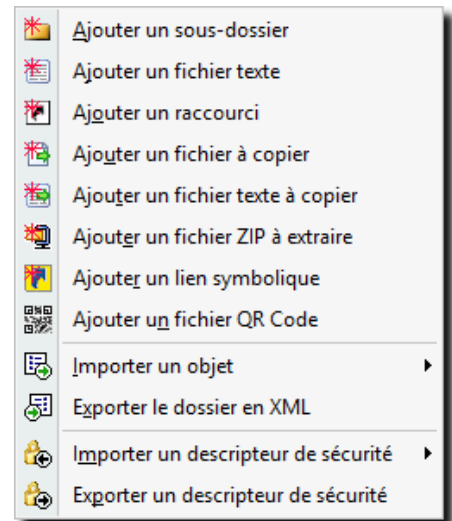 Ajouter un sous-dossier
Ajouter un fichier texte
Ajouter un raccourci
Ajouter un fichier à copier
Ajouter un fichier texte à copier
Ajouter un fichier ZIP à extraire
Ajouter un lien symbolique
Ajouter un fichier QR Code
Importer un objet
Exporter le dossier en XML
Importer un descripteur de sécurité
Exporter un descripteur de sécurité